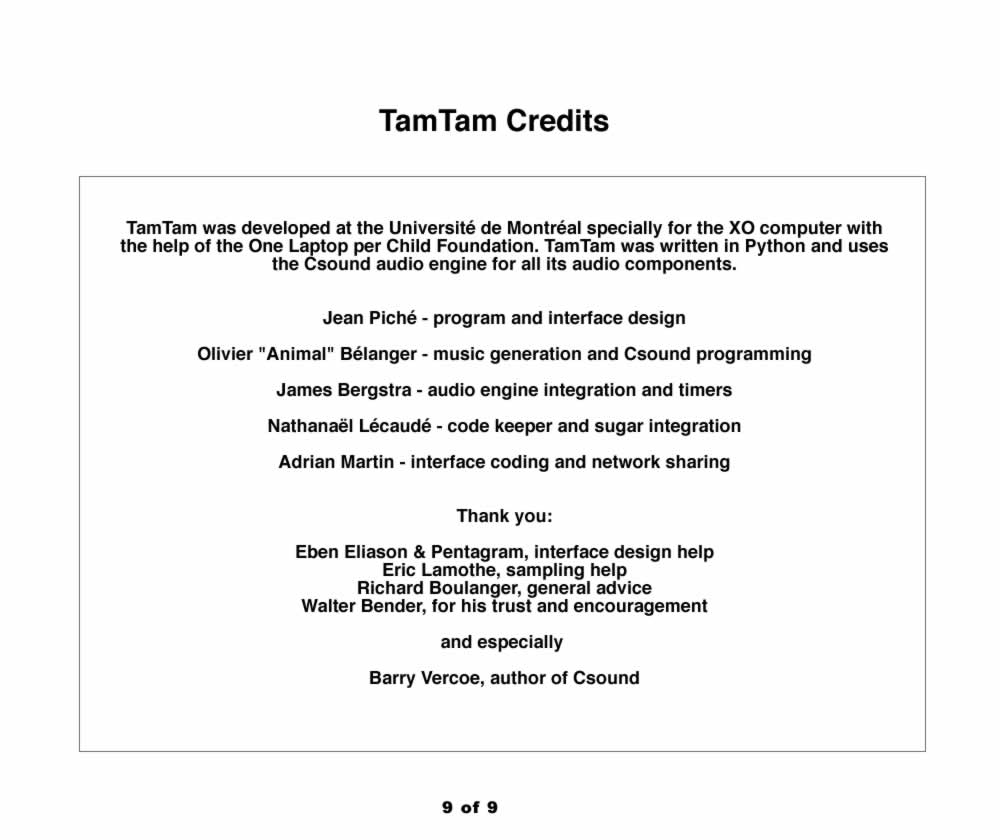 TamTam Credits
TamTam was developed at the Université de Montréal specially for the XO computer with
the help of the One Laptop per Child Foundation. TamTam was written in Python and uses
the Csound audio engine for all its audio components.
Jean Piché - program and interface design
Olivier "Animal" Bélanger - music generation and Csound programming
James Bergstra - audio engine integration and timers
Nathanaël Lécaudé - code keeper and sugar integration
Adrian Martin - interface coding and network sharing
Thank you:
Eben Eliason & Pentagram, interface design help
Eric Lamothe, sampling help
Richard Boulanger, general advice
Walter Bender, for his trust and encouragement
and especially
Barry Vercoe, author of Csound
9 of 9